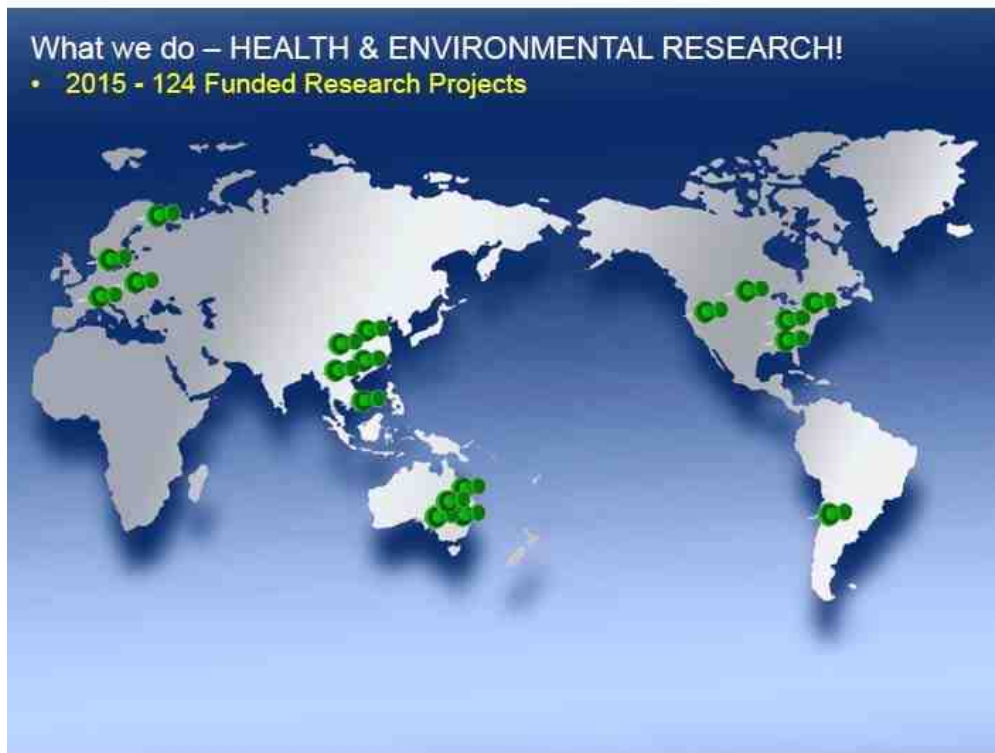 What we do – HEALTH & ENVIRONMENTAL RESEARCH!
• 2015 - 124 Funded Research Projects